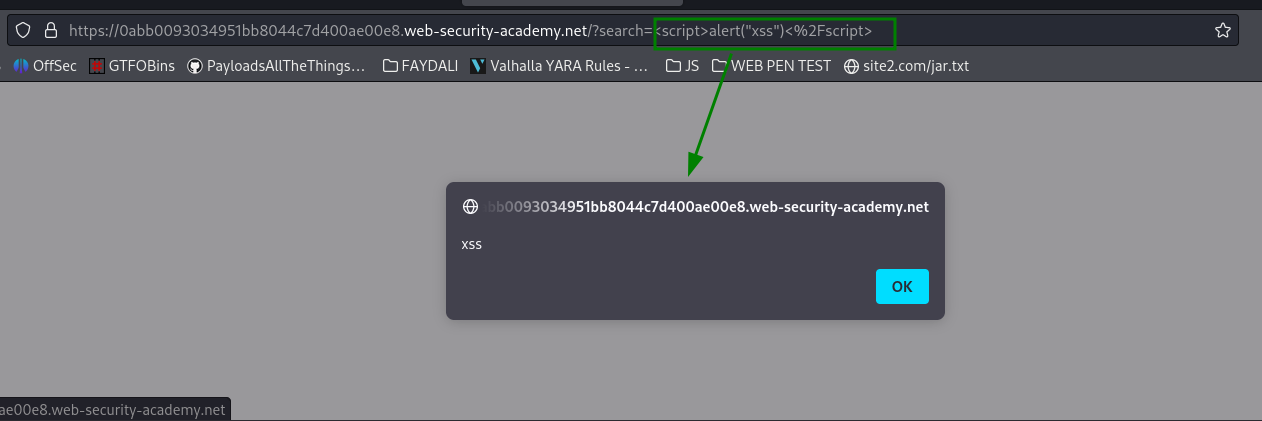 https://0abb0093034951bb8044c7d400ae00e8.web-security-academy.net/?search=<script>alert("xss")<%2Fscript>
OffSec GTFOBins PayloadsAllTheThings… FAYDALI Valhalla YARA Rules - … JS WEB PEN TEST site2.com/jar.txt
bb0093034951bb8044c7d400ae00e8.web-security-academy.net
xss
OK
ae00e8.web-security-academy.net